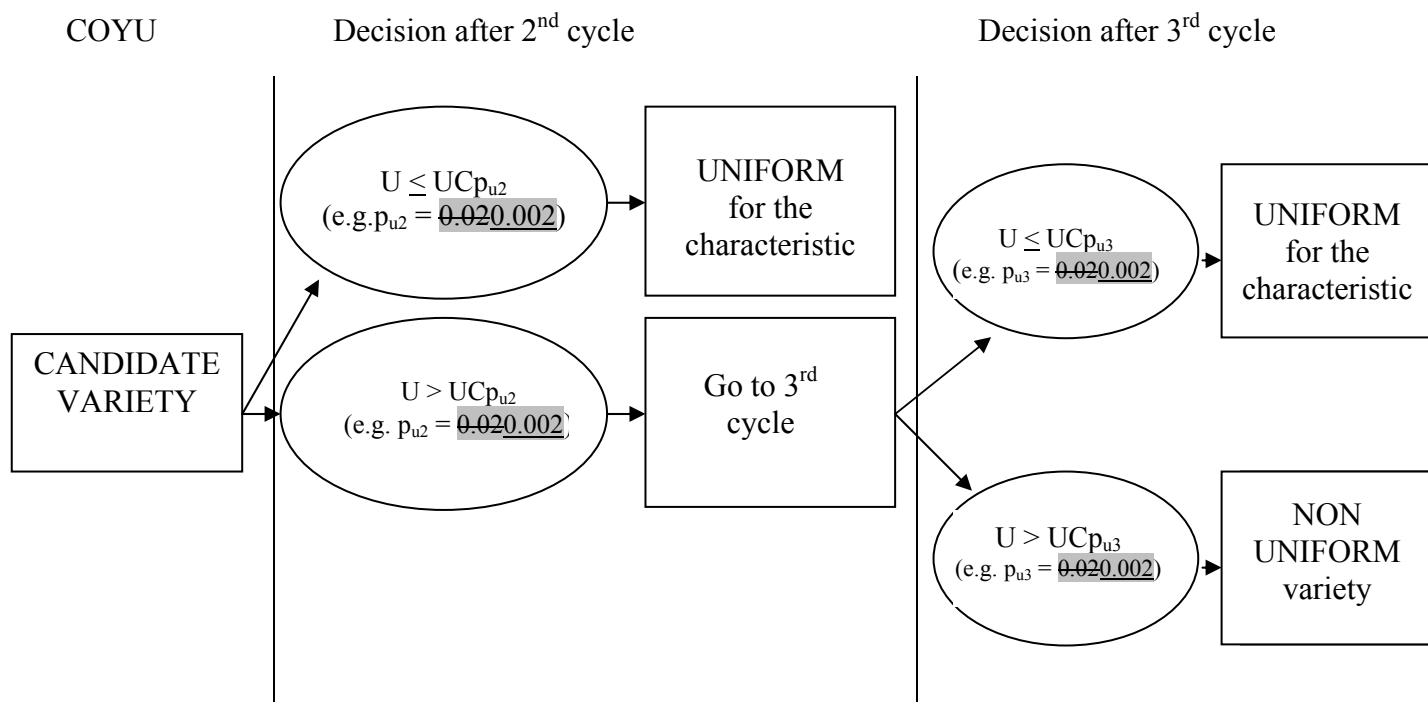 COYU
Decision after 2nd cycle
Decision after 3rd cycle
CANDIDATE
VARIETY
U ≤ UCpu2
(e.g.pu2 = 0.020.002)
UNIFORM
for the
characteristic
U > UCpu2
(e.g. pu2 = 0.020.002)
Go to 3rd
cycle
U ≤ UCpu3
(e.g. pu3 = 0.020.002)
UNIFORM
for the
characteristic
U > UCpu3
(e.g. pu3 = 0.020.002)
NON
UNIFORM
variety